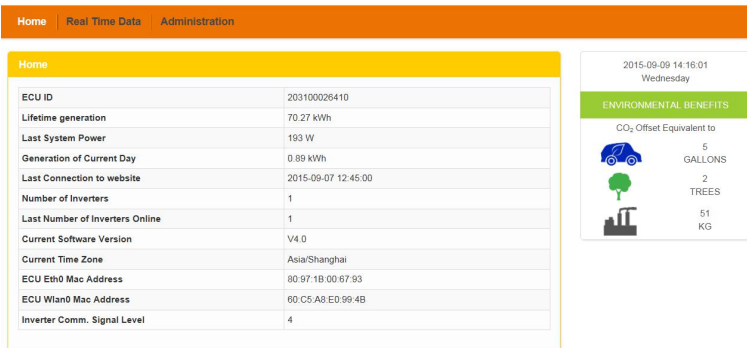 Home Real Time Data Administration
Home
ECU ID 203100026410
Lifetime generation 70.27 kWh
Last System Power 193 W
Generation of Current Day 0.89 kWh
Last Connection to website 2015-09-07 12:45:00
Number of Inverters 1
Last Number of Inverters Online 1
Current Software Version V4.0
Current Time Zone Asia/Shanghai
ECU Eth0 Mac Address 80:97:1B:00:67:93
ECU Wlan0 Mac Address 60:C5:A8:E0:99:4B
Inverter Comm. Signal Level 4
2015-09-09 14:16:01
Wednesday
ENVIRONMENTAL BENEFITS
CO₂ Offset Equivalent to
5
GALLONS
2
TREES
51
KG